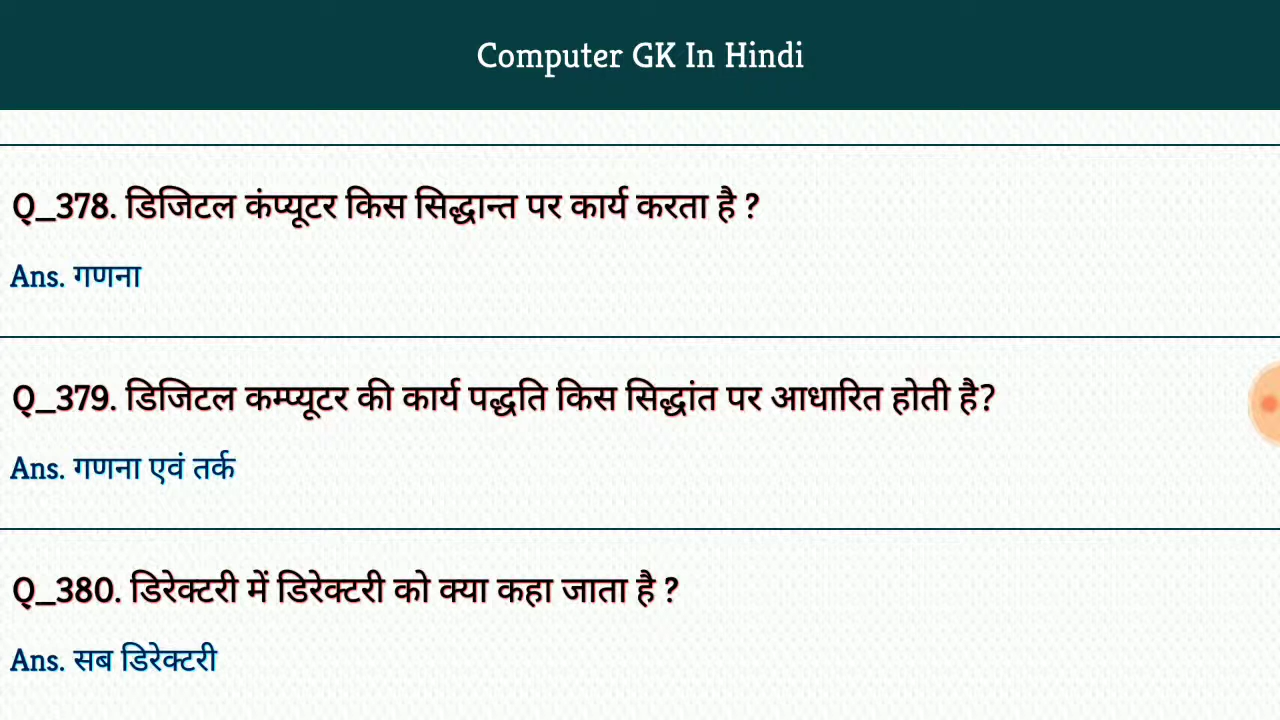 Computer GK In Hindi
Q_378. डिजिटल कंप्यूटर किस सिद्धान्त पर कार्य करता है ?
Ans. गणना
Q_379. डिजिटल कम्प्यूटर की कार्य पद्धति किस सिद्धांत पर आधारित होती है?
Ans. गणना एवं तर्क
Q_380. डिरेक्टरी में डिरेक्टरी को क्या कहा जाता है ?
Ans. सब डिरेक्टरी